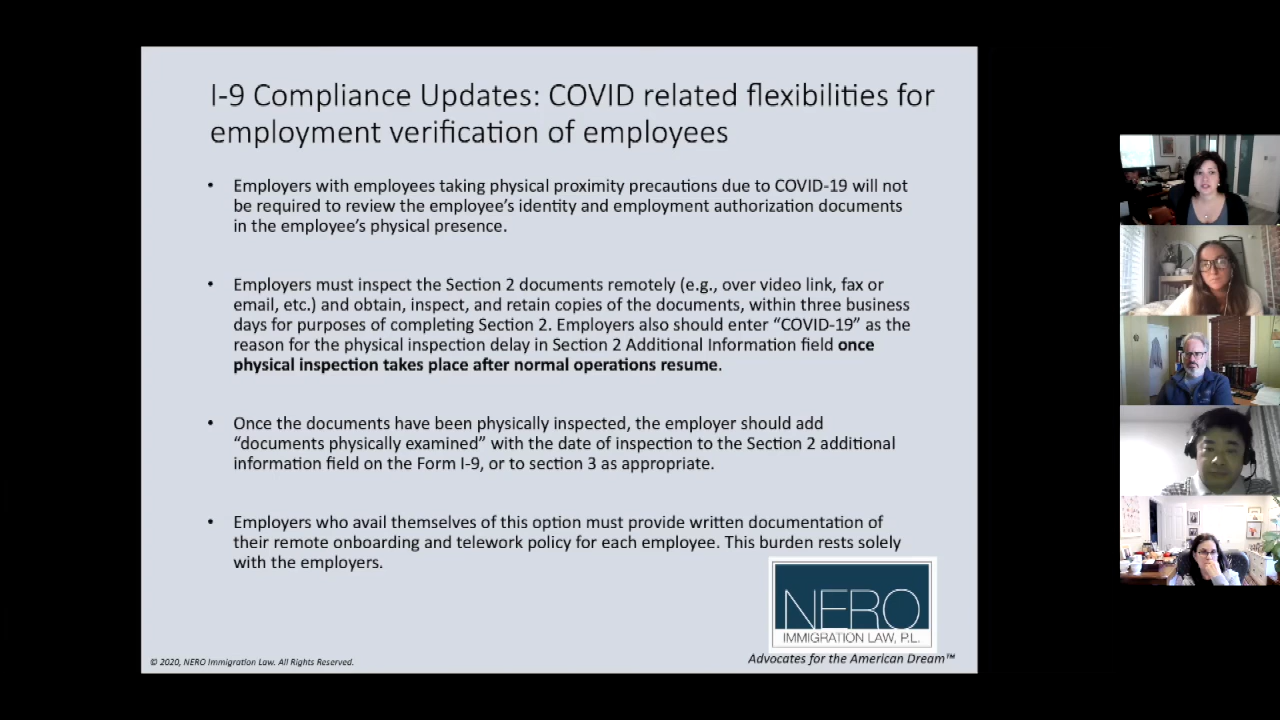 I-9 Compliance Updates: COVID related flexibilities for
employment verification of employees
• Employers with employees taking physical proximity precautions due to COVID-19 will not
be required to review the employee's identity and employment authorization documents
in the employee's physical presence.
• Employers must inspect the Section 2 documents remotely (e.g., over video link, fax or
email, etc.) and obtain, inspect, and retain copies of the documents, within three business
days for purposes of completing Section 2. Employers also should enter “COVID-19” as the
reason for the physical inspection delay in Section 2 Additional Information field once
physical inspection takes place after normal operations resume.
• Once the documents have been physically inspected, the employer should add
“documents physically examined” with the date of inspection to the Section 2 additional
information field on the Form I-9, or to section 3 as appropriate.
• Employers who avail themselves of this option must provide written documentation of
their remote onboarding and telework policy for each employee. This burden rests solely
with the employers.
NERO
IMMIGRATION LAW, P.L.
© 2020, NERO Immigration Law. All Rights Reserved.
Advocates for the American Dream™